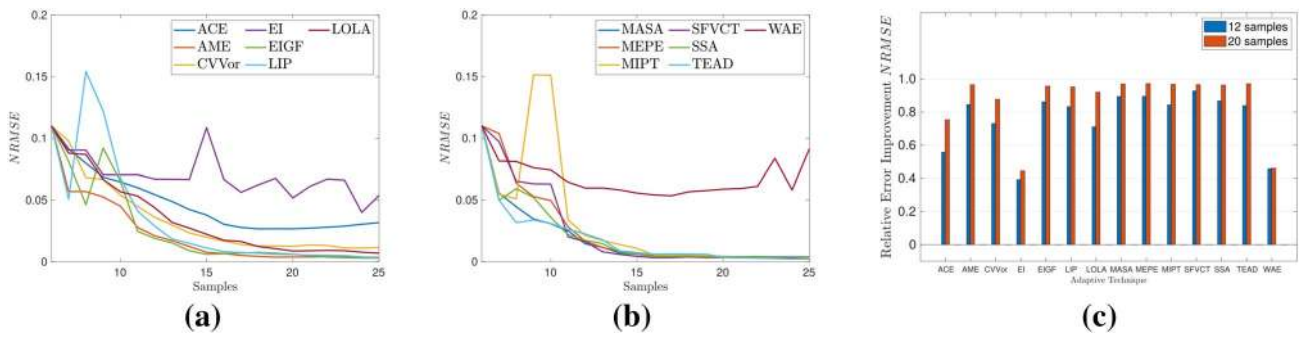 0.2
0.15
0.1
0.05
0
NRMSE
ACE EI LOLA
AME EIGF
CVVor LIP
10 15 20 25
Samples
(a)
0.2
0.15
0.1
0.05
0
NRMSE
MASA SFVCT WAE
MEPE SSA
MIPT TEAD
10 15 20 25
Samples
(b)
Relative Error Improvement NRMSE
1.0
0.8
0.6
0.4
0.2
0
12 samples
20 samples
ACE AME CVVor EI EIGF LIP LOLA MASA MEPE MIPT SFVCT SSA TEAD WAE
Adaptive Technique
(c)